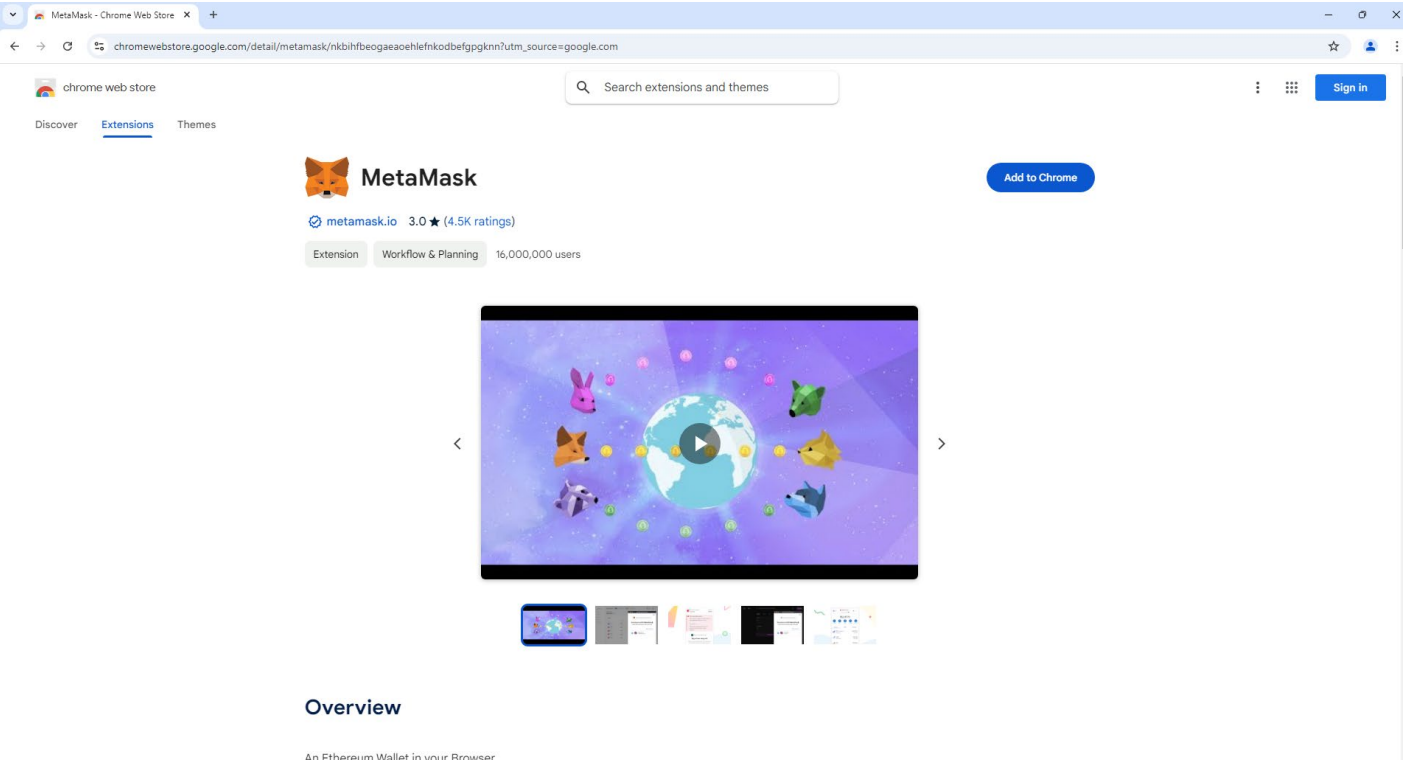 MetaMask - Chrome Web Store
chromewebstore.google.com/detail/metamask/nkbihfbeogaeaoehlefnkodbefgpgknn?utm_source=google.com
chrome web store
Search extensions and themes
Sign in
Discover Extensions Themes
MetaMask
Add to Chrome
metamask.io 3.0 ★ (4.5K ratings)
Extension Workflow & Planning 16,000,000 users
Overview
An Ethereum Wallet in your Browser